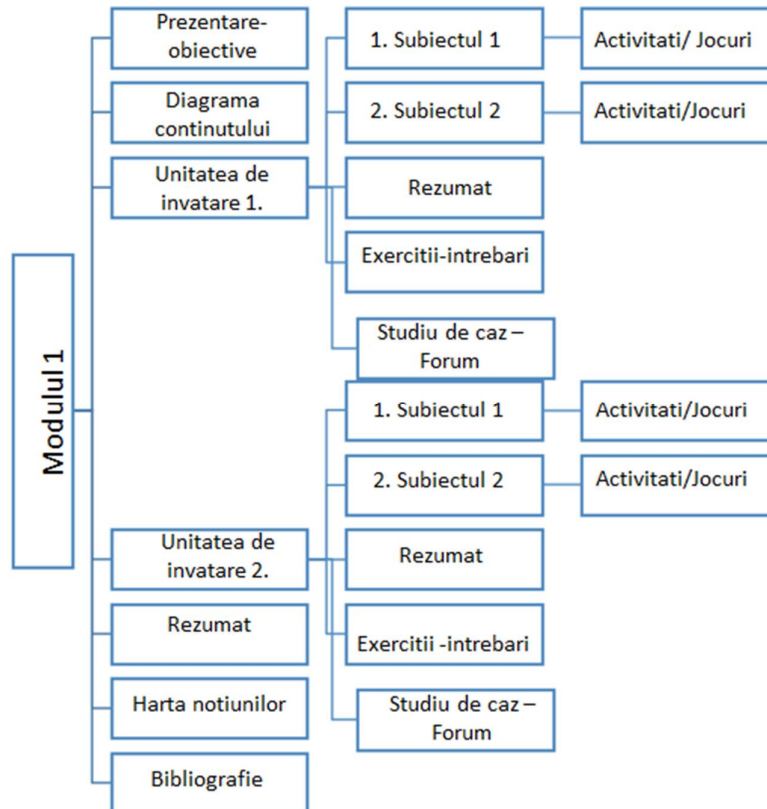 Modulul 1
Prezentare-
obiective
Diagrama
continutului
Unitatea de
invatare 1.
1. Subiectul 1
Activitati/ Jocuri
2. Subiectul 2
Activitati/Jocuri
Rezumat
Exercitii-intrebari
Studiu de caz –
Forum
Unitatea de
invatare 2.
1. Subiectul 1
Activitati/Jocuri
2. Subiectul 2
Activitati/Jocuri
Rezumat
Exercitii -intrebari
Studiu de caz –
Forum
Rezumat
Harta notiunilor
Bibliografie